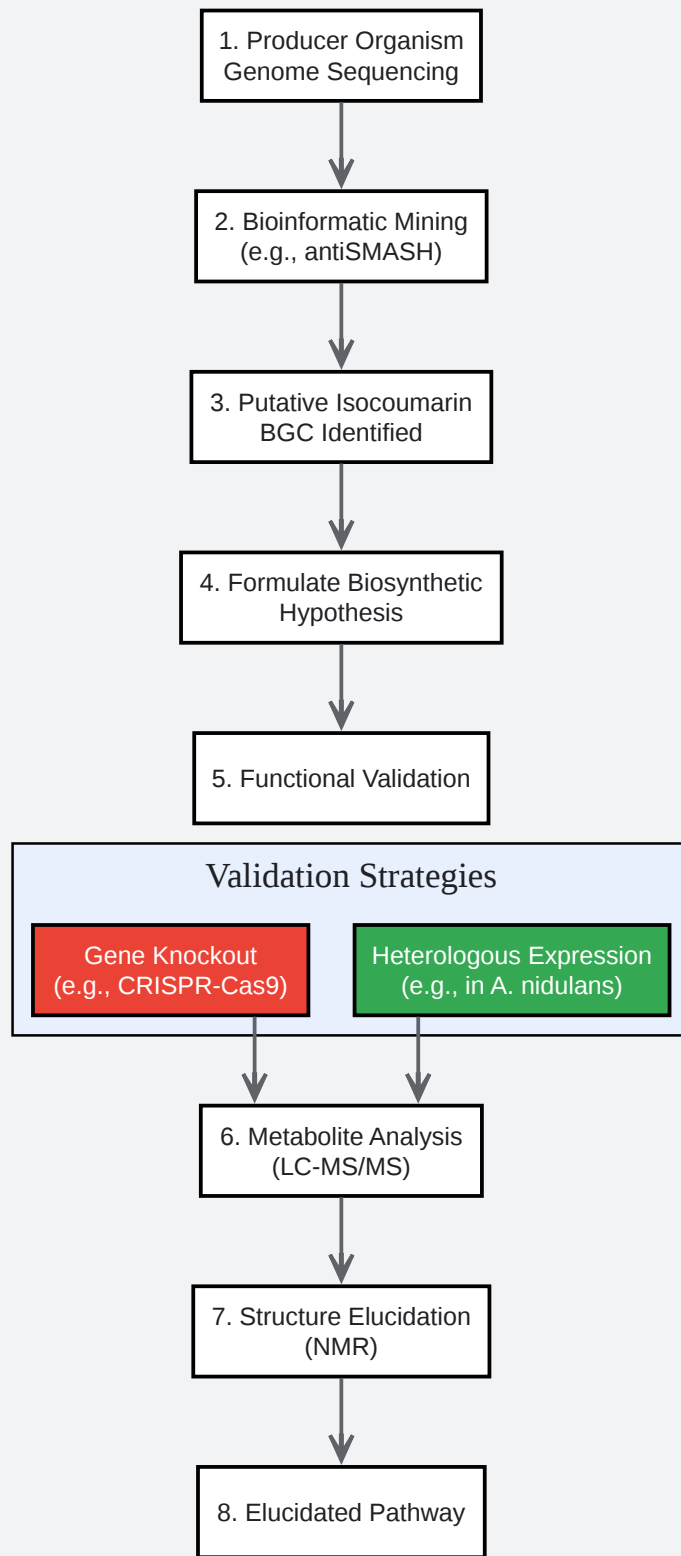 1. Producer Organism
Genome Sequencing
2. Bioinformatic Mining
(e.g., antiSMASH)
3. Putative Isocoumarin
BGC Identified
4. Formulate Biosynthetic
Hypothesis
5. Functional Validation
Validation Strategies
Gene Knockout
(e.g., CRISPR-Cas9)
Heterologous Expression
(e.g., in A. nidulans)
6. Metabolite Analysis
(LC-MS/MS)
7. Structure Elucidation
(NMR)
8. Elucidated Pathway